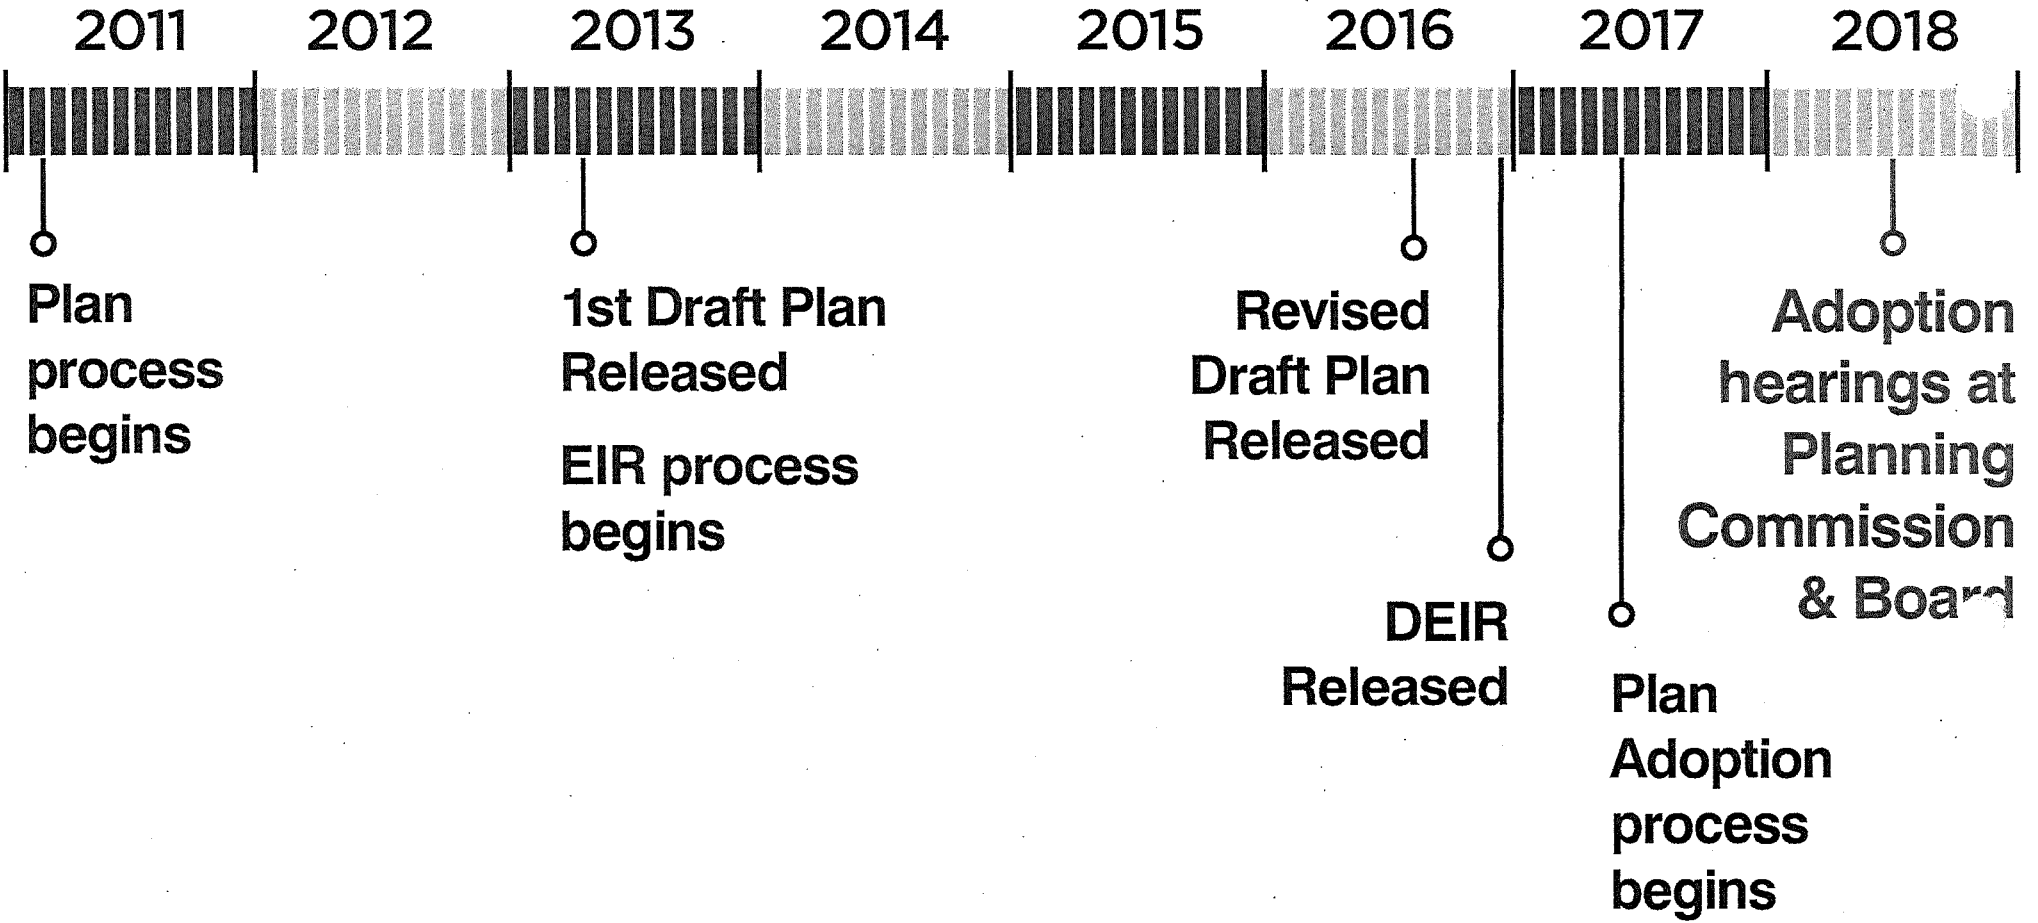 2011 2012 2013 2014 2015 2016 2017 2018
Plan
process
begins
1st Draft Plan
Released
EIR process
begins
Revised
Draft Plan
Released
DEIR
Released
Plan
Adoption
process
begins
Adoption
hearings at
Planning
Commission
& Board